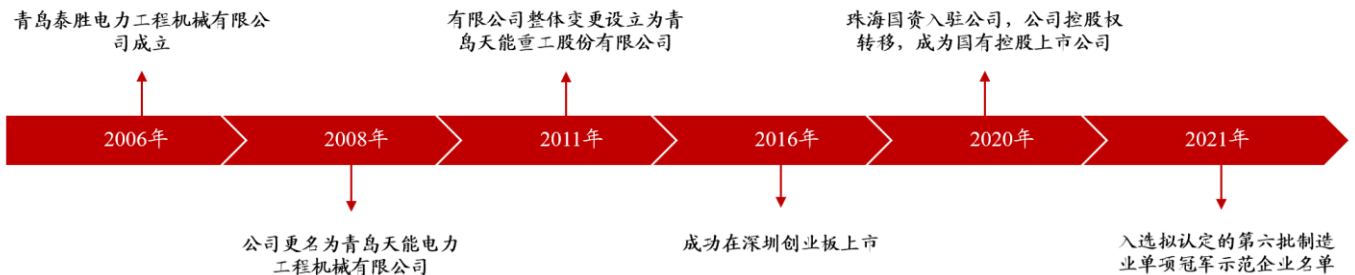 青岛泰胜电力工程机械有限公
司成立
有限公司整体变更设立为青
岛天能重工股份有限公司
珠海国资入驻公司，公司控股权
转移，成为国有控股上市公司
2006年
2008年
2011年
2016年
2020年
2021年
公司更名为青岛天能电力
工程机械有限公司
成功在深圳创业板上市
入选拟认定的第六批制造
业单项冠军示范企业名单